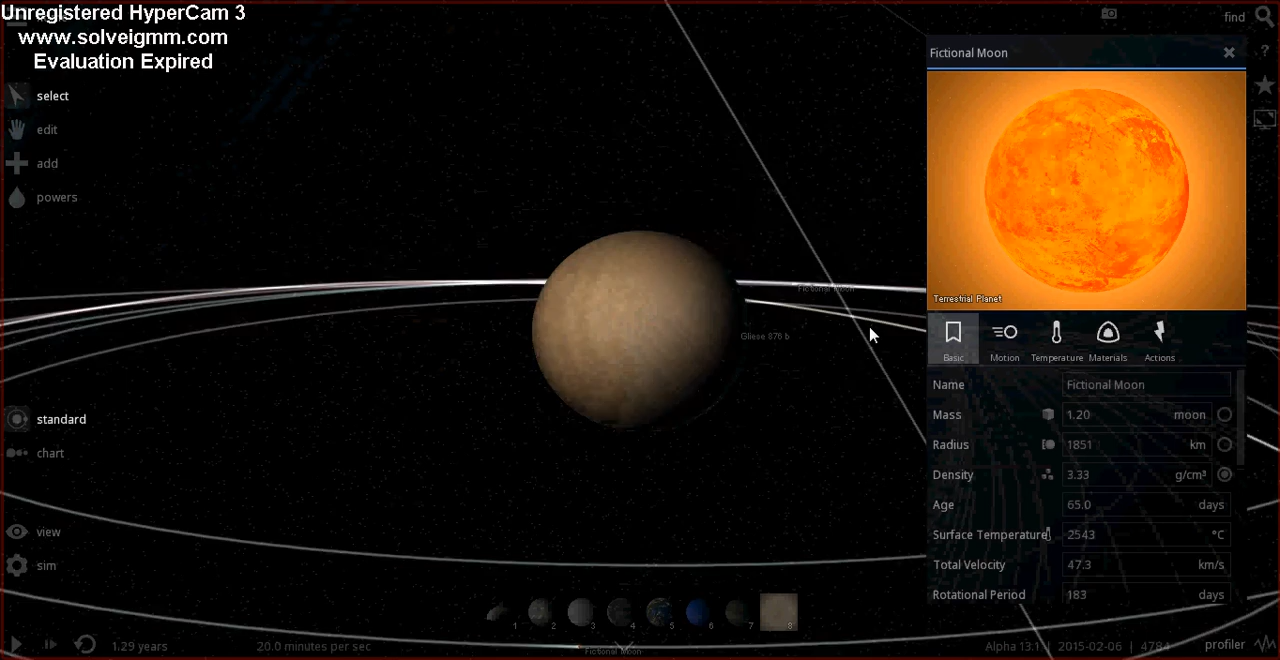 Unregistered HyperCam 3
www.solveigmm.com
Evaluation Expired
find
?
select
edit
add
powers
standard
chart
view
sim
1.29 years
20.0 minutes per sec
Fictional Moon
Gliese 876 b
1 2 3 4 5 6 7 8
Fictional Moon
Fictional Moon
Terrestrial Planet
Basic Motion Temperature Materials Actions
Name Fictional Moon
Mass 1.20 moon
Radius 1851 km
Density 3.33 g/cm³
Age 65.0 days
Surface Temperature 2543 °C
Total Velocity 47.3 km/s
Rotational Period 183 days
Alpha 13.1 | 2015-02-06 | 4784
profiler